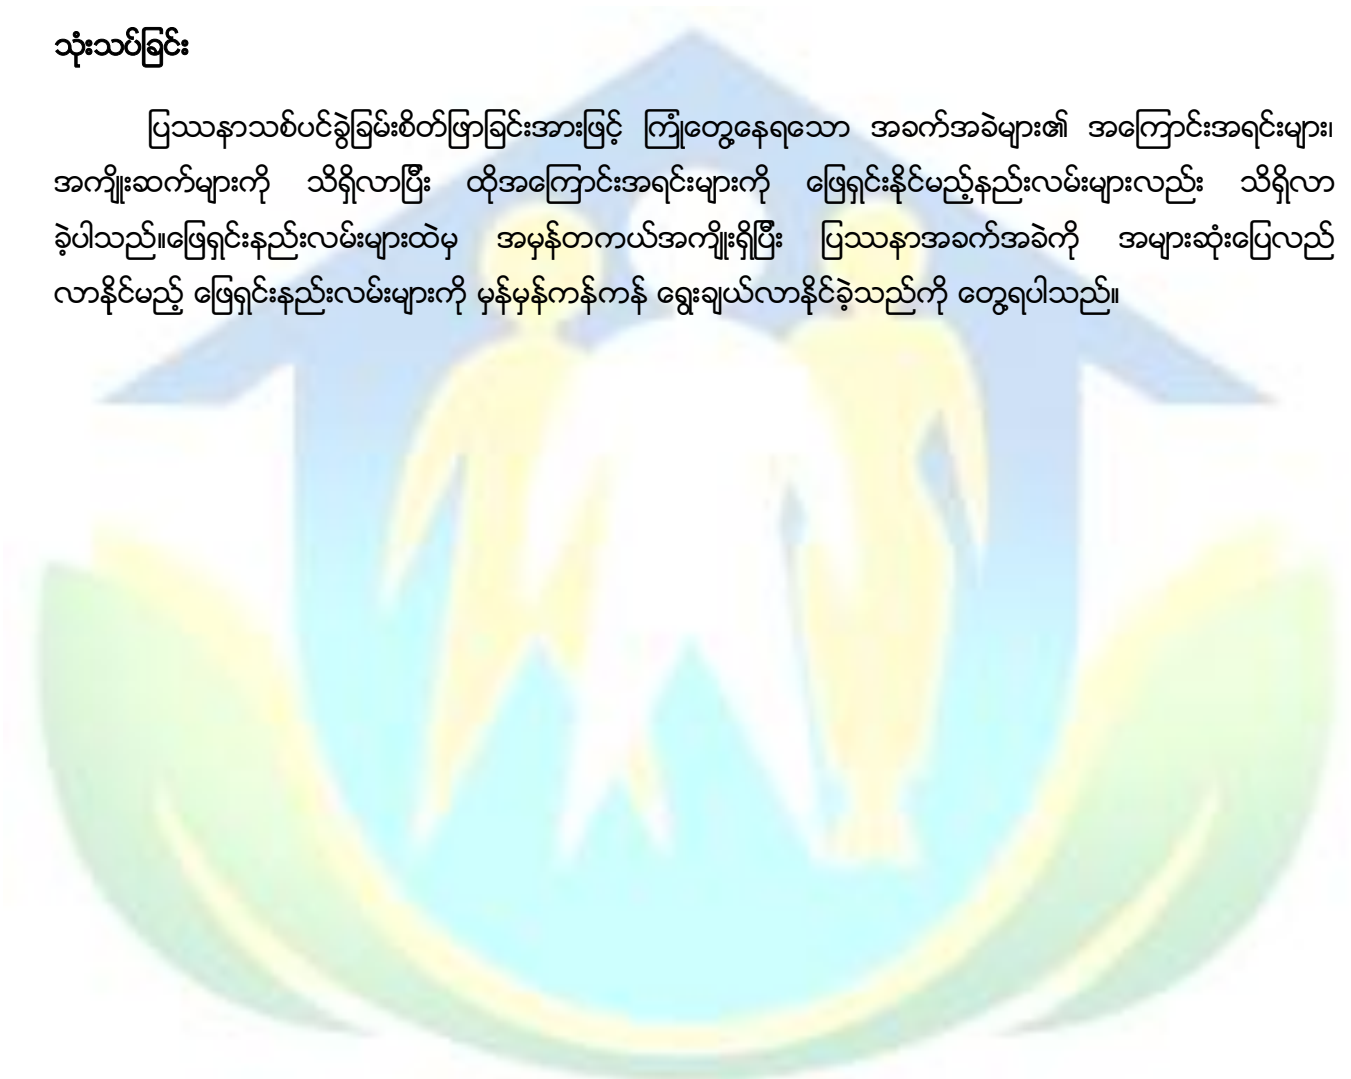 သုံးသပ်ခြင်း
ပြဿနာသစ်ပင်ခွဲခြမ်းစိတ်ဖြာခြင်းအားဖြင့် ကြုံတွေ့နေရသော အခက်အခဲများ၏ အကြောင်းအရင်းများ၊
အကျိုးဆက်များကို သိရှိလာပြီး ထိုအကြောင်းအရင်းများကို ဖြေရှင်းနိုင်မည့်နည်းလမ်းများလည်း သိရှိလာ
ခဲ့ပါသည်။ဖြေရှင်းနည်းလမ်းများထဲမှ အမှန်တကယ်အကျိုးရှိပြီး ပြဿနာအခက်အခဲကို အများဆုံးပြေလည်
လာနိုင်မည့် ဖြေရှင်းနည်းလမ်းများကို မှန်မှန်ကန်ကန် ရွေးချယ်လာနိုင်ခဲ့သည်ကို တွေ့ရပါသည်။